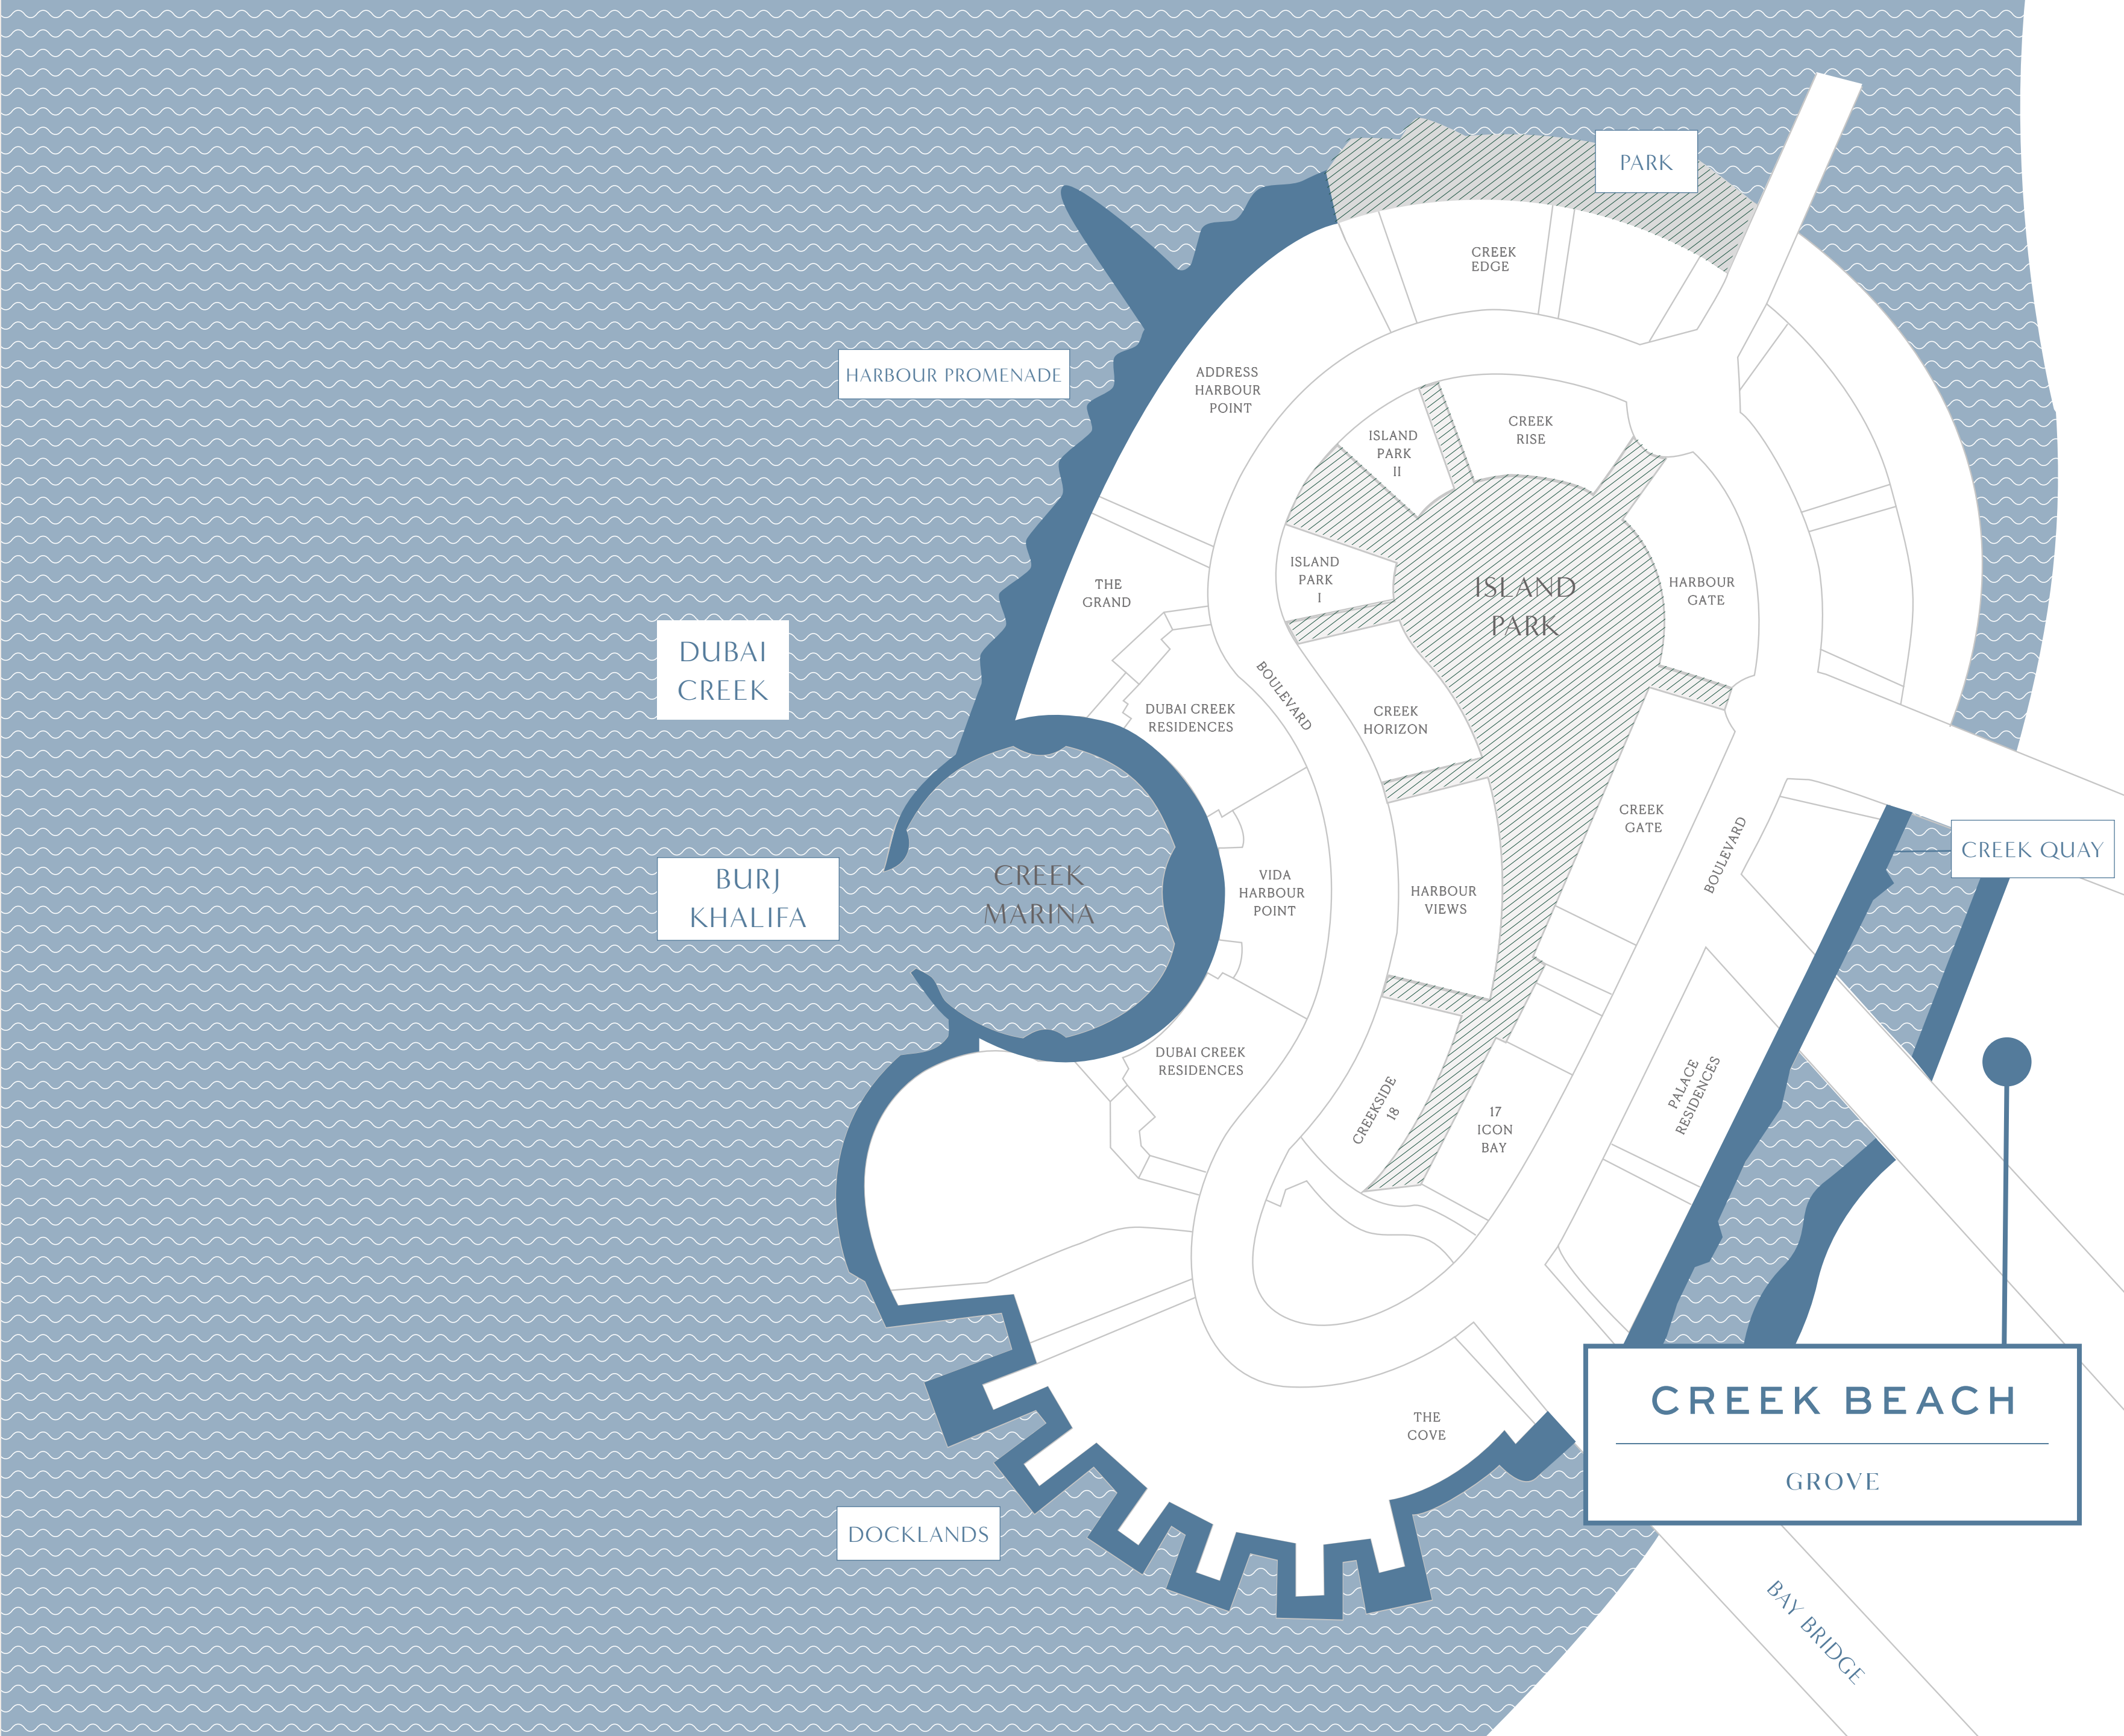 PARK
CREEK
EDGE
HARBOUR PROMENADE
ADDRESS
HARBOUR
POINT
ISLAND
PARK
II
CREEK
RISE
ISLAND
PARK
I
ISLAND
PARK
HARBOUR
GATE
THE
GRAND
DUBAI
CREEK
BOULEVARD
DUBAI CREEK
RESIDENCES
CREEK
HORIZON
CREEK
GATE
BOULEVARD
CREEK QUAY
BURJ
KHALIFA
CREEK
MARINA
VIDA
HARBOUR
POINT
HARBOUR
VIEWS
DUBAI CREEK
RESIDENCES
CREEKSIDE
18
17
ICON
BAY
PALACE
RESIDENCES
CREEK BEACH
GROVE
THE
COVE
DOCKLANDS
BAY BRIDGE